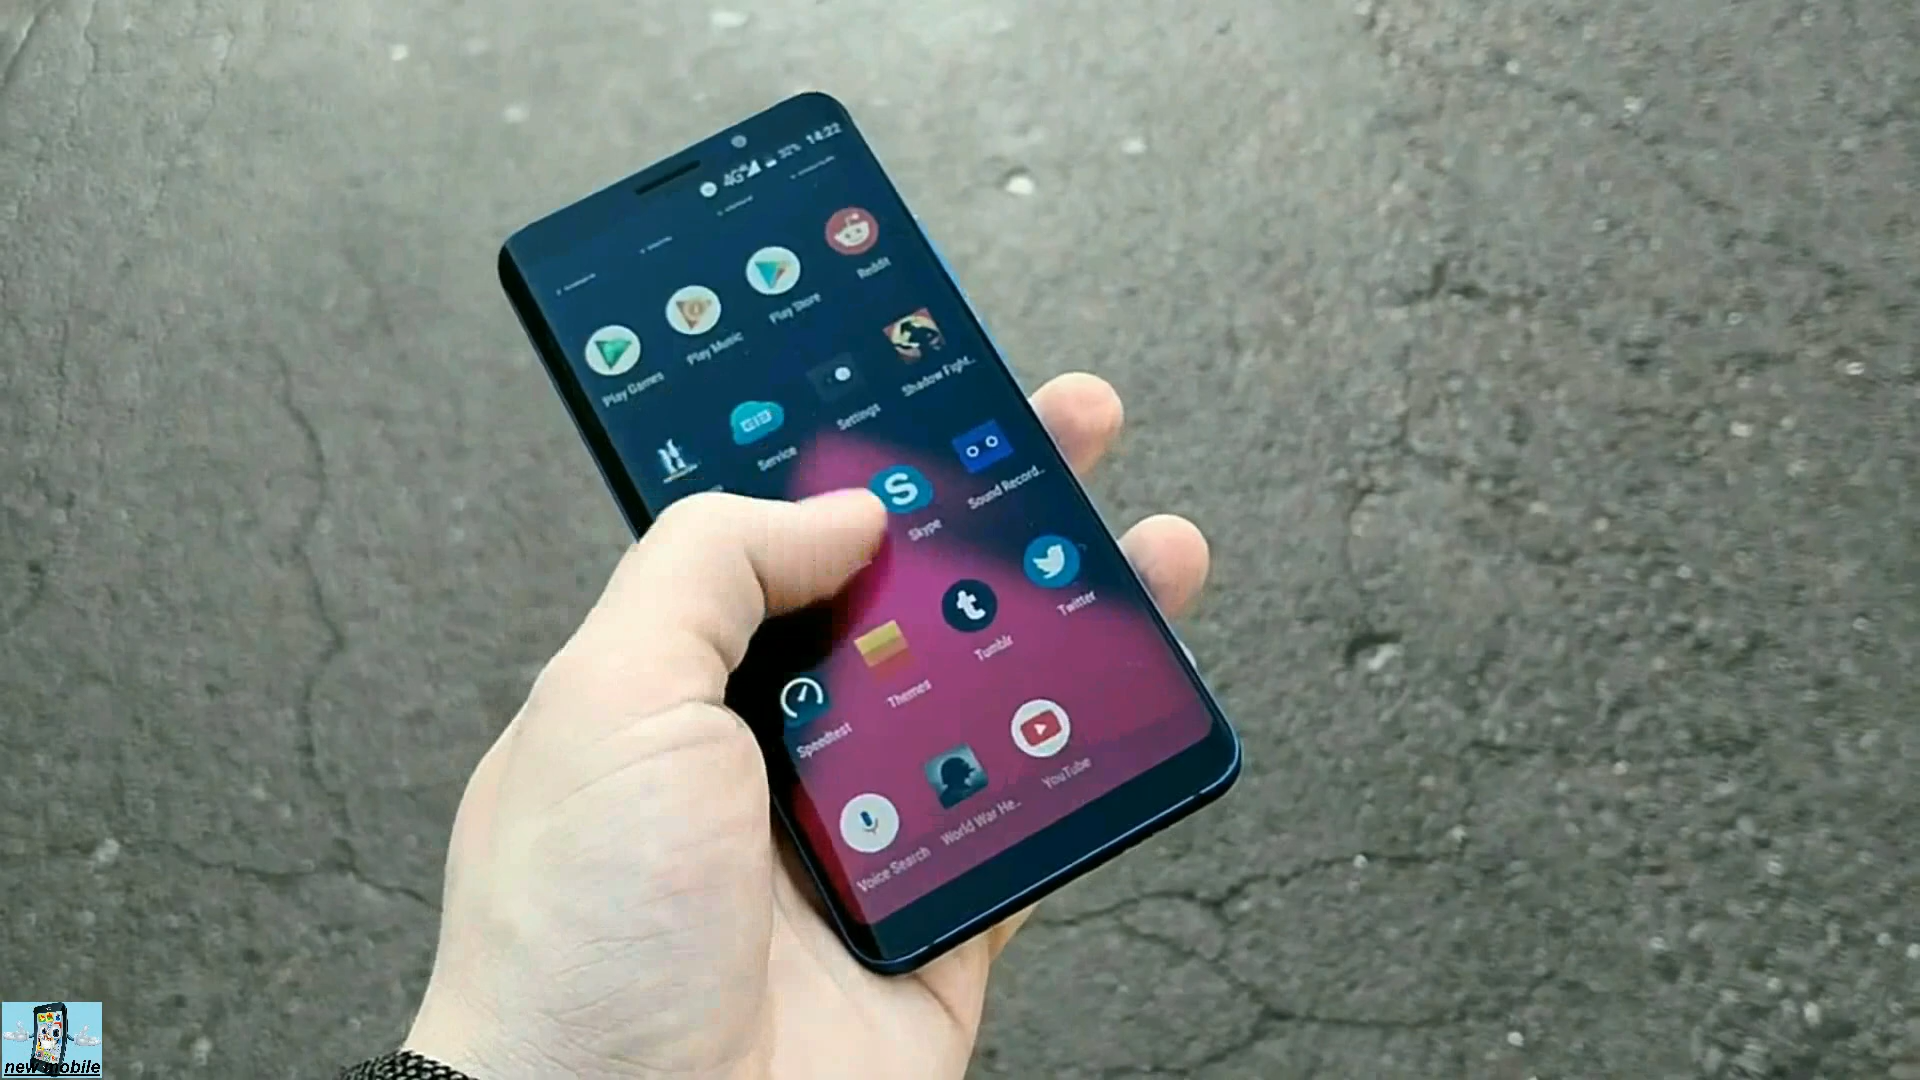 4G 32% 14:22
Reddit
Play Store
Play Music
Play Games
Shadow Fight..
Settings
Service
Sound Record..
S
Skype
Twitter
t
Tumblr
Themes
Speedtest
YouTube
World War He..
Voice Search
new mobile